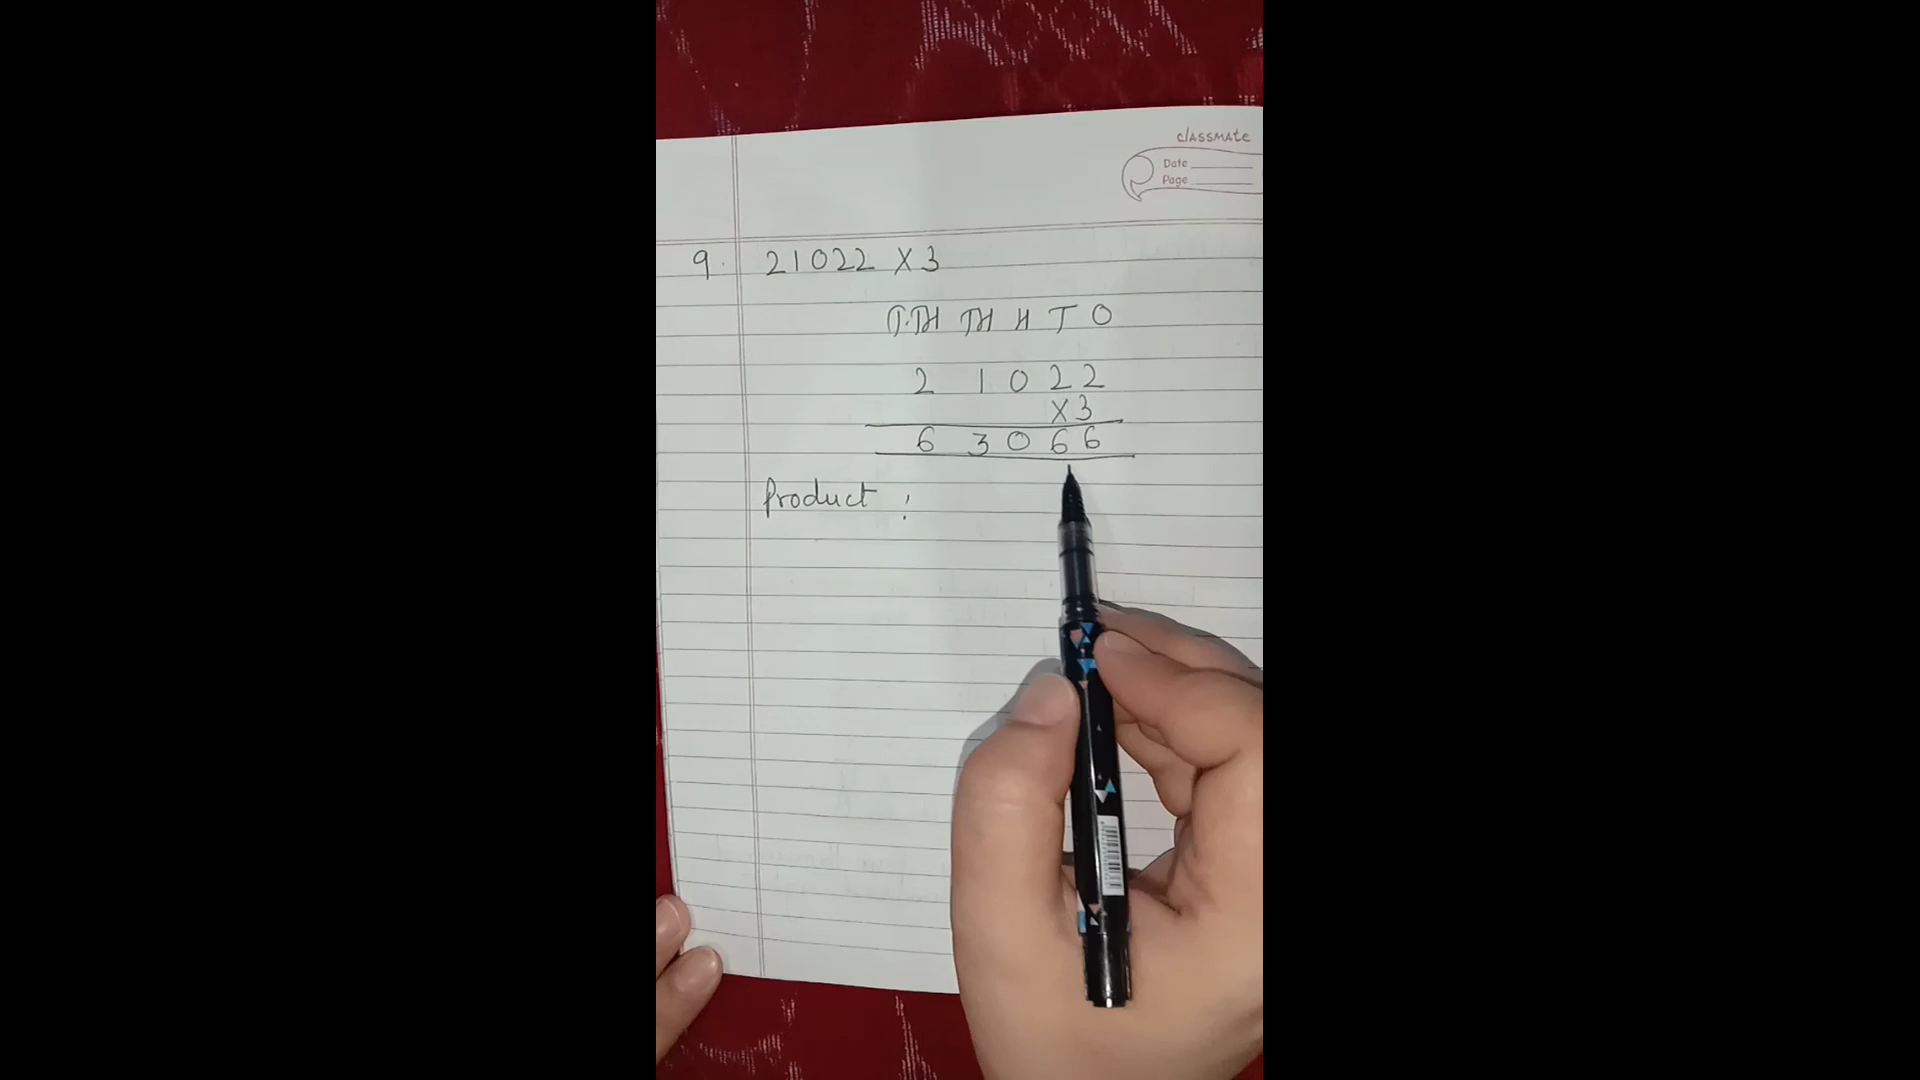 classmate
Date
Page
9. 21022 X 3
T.TH TH H T O
2 1 0 2 2
X 3
6 3 0 6 6
Product :